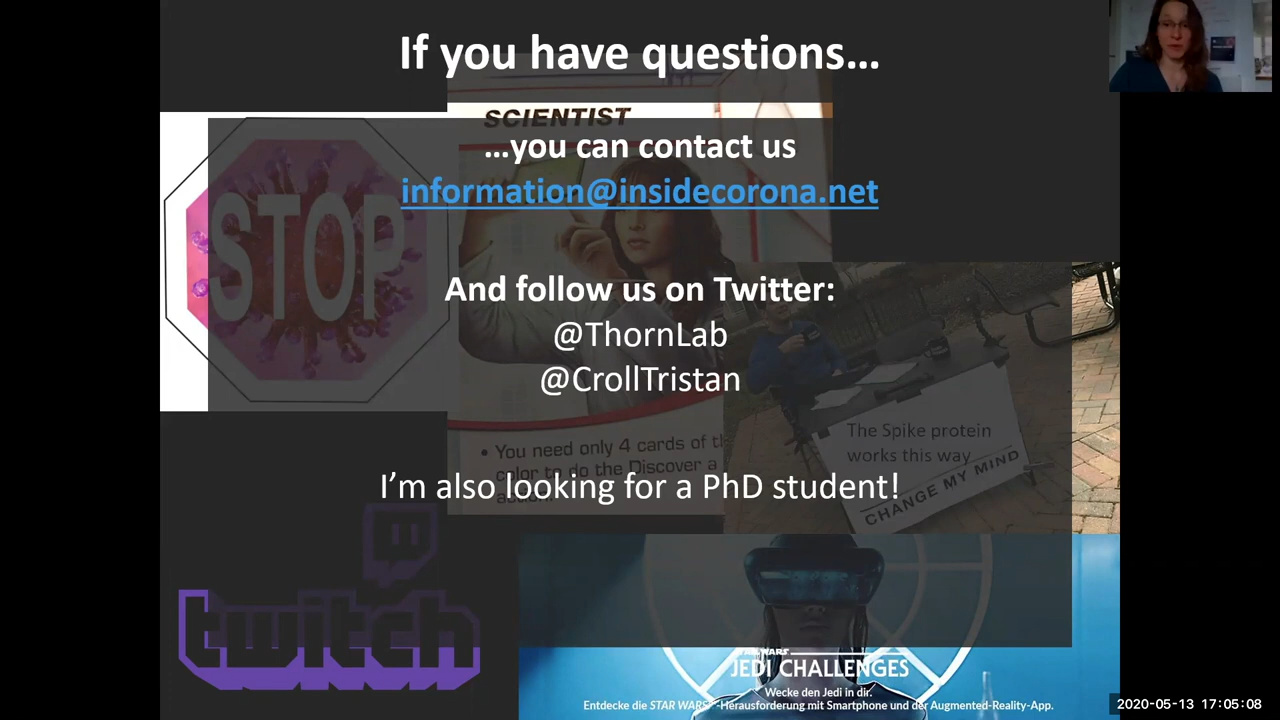 If you have questions…
SCIENTIST
…you can contact us
information@insidecorona.net
STOP
And follow us on Twitter:
@ThornLab
@CrollTristan
The Spike protein
works this way
CHANGE MY MIND
• You need only 4 cards of
color to do the Discover a
I'm also looking for a PhD student!
twitch
STAR WARS
JEDI CHALLENGES
Wecke den Jedi in dir.
Entdecke die STAR WARS -Herausforderung mit Smartphone und der Augmented-Reality-App.
2020-05-13 17:05:08